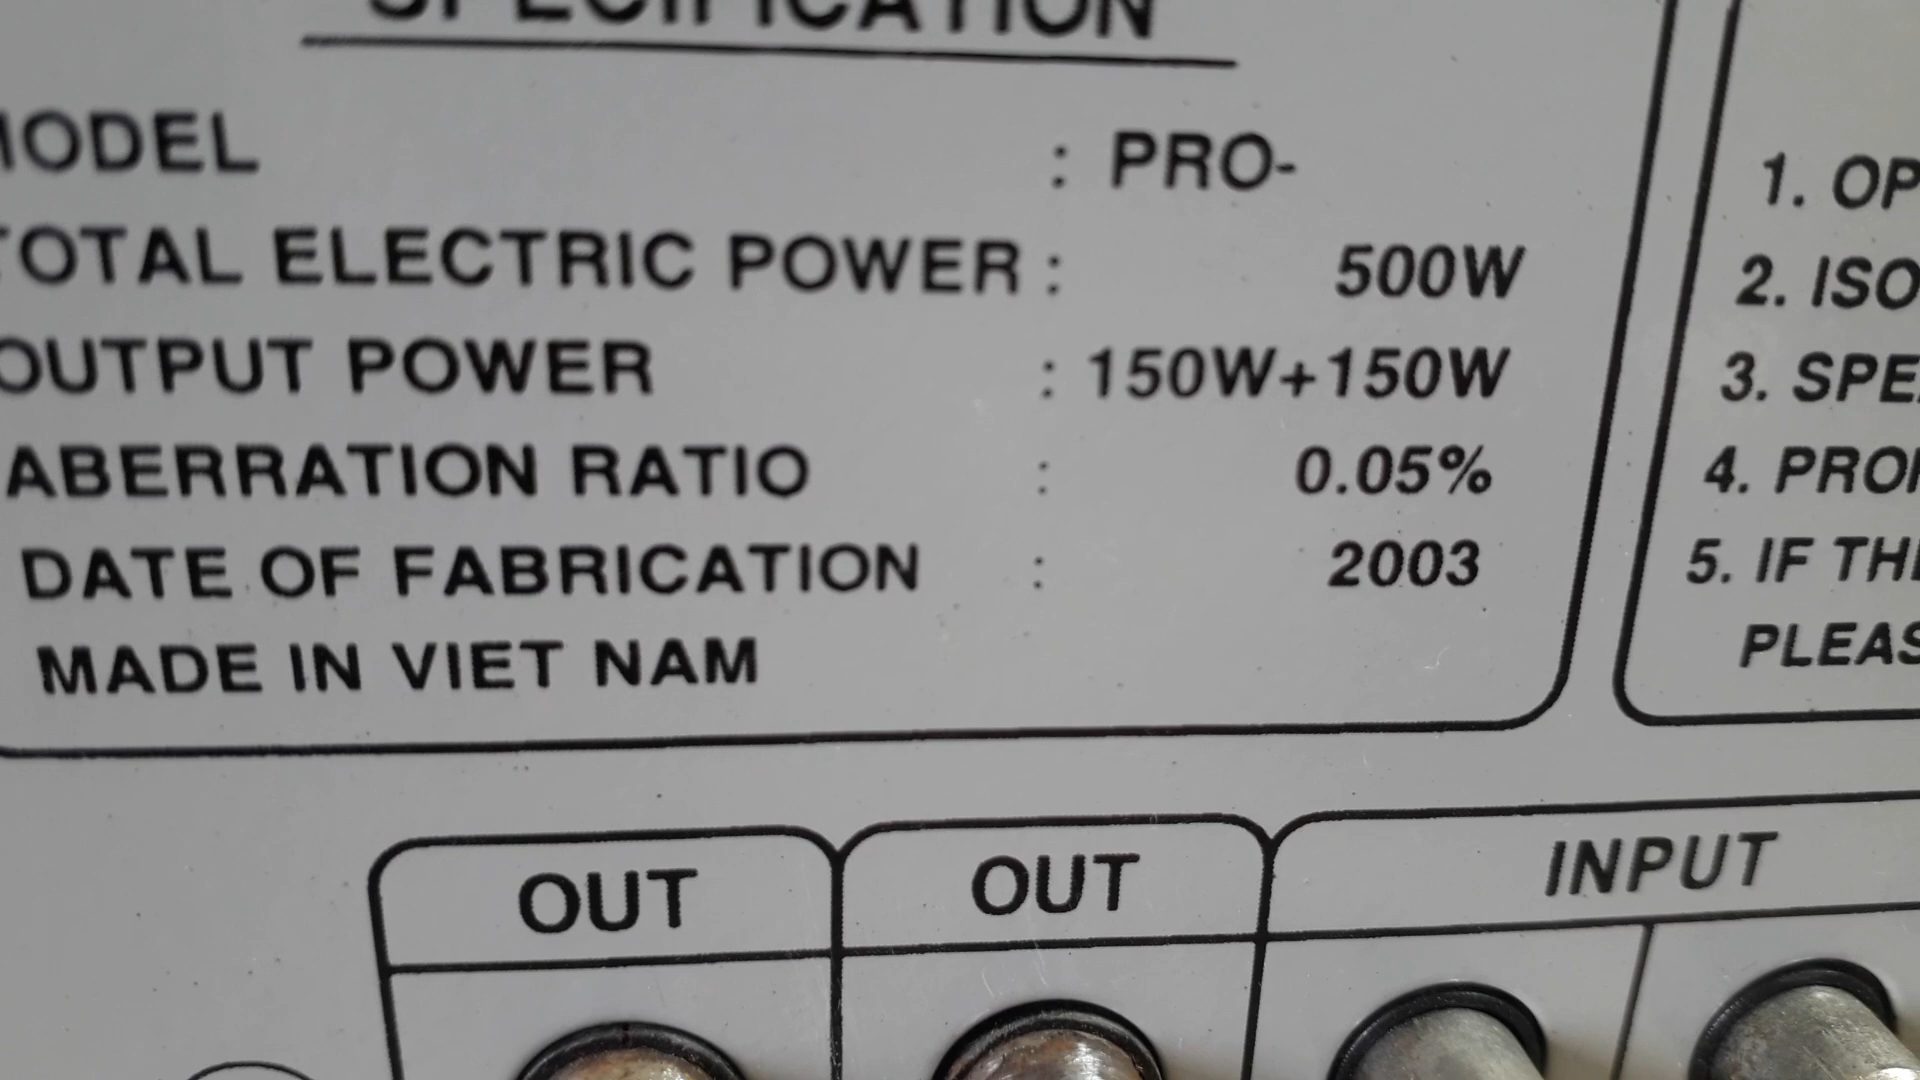 SPECIFICATION
MODEL : PRO-
TOTAL ELECTRIC POWER : 500W
OUTPUT POWER : 150W+150W
ABERRATION RATIO : 0.05%
DATE OF FABRICATION : 2003
MADE IN VIET NAM
1. OP
2. ISO
3. SPE
4. PRO
5. IF THE
PLEAS
OUT
OUT
INPUT